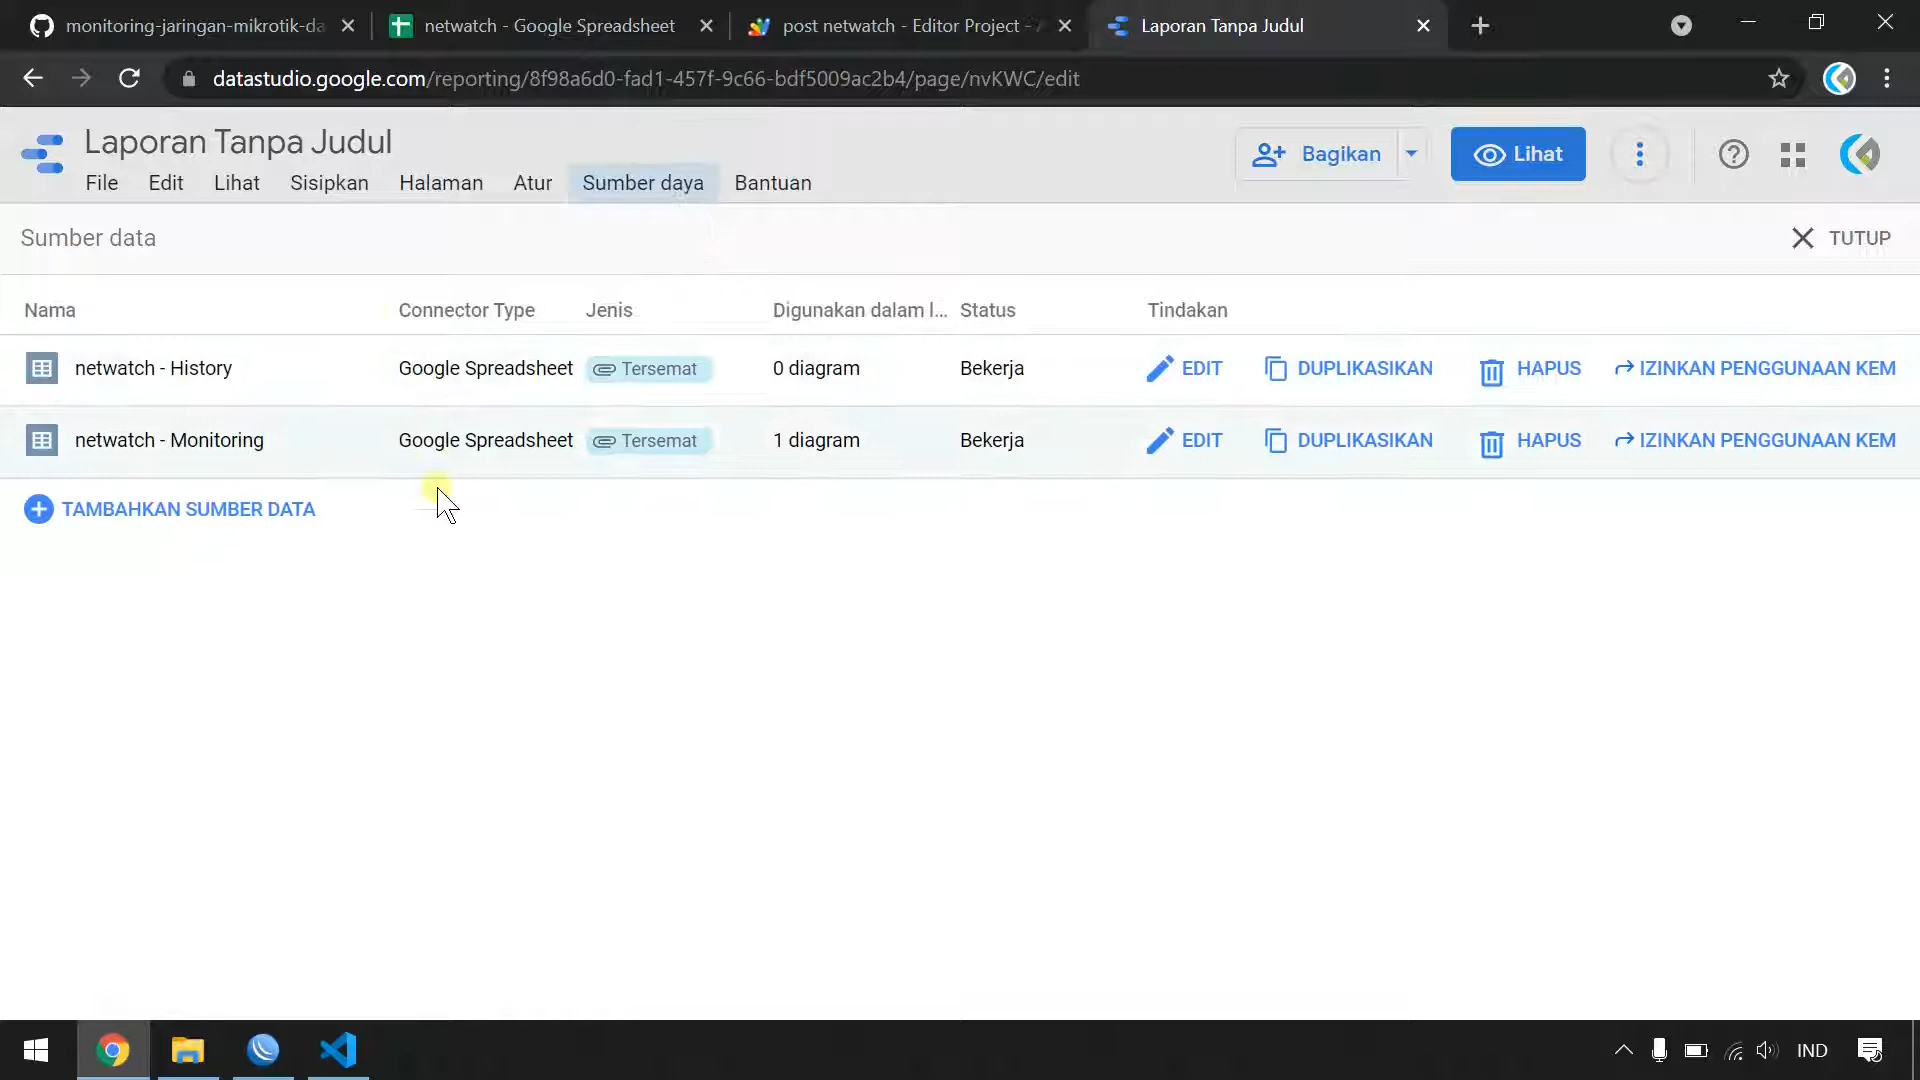 monitoring-jaringan-mikrotik-da
netwatch - Google Spreadsheet
post netwatch - Editor Project -
Laporan Tanpa Judul
datastudio.google.com/reporting/8f98a6d0-fad1-457f-9c66-bdf5009ac2b4/page/nvKWC/edit
Laporan Tanpa Judul
Bagikan
Lihat
File Edit Lihat Sisipkan Halaman Atur Sumber daya Bantuan
Sumber data
TUTUP
Nama Connector Type Jenis Digunakan dalam l... Status Tindakan
netwatch - History Google Spreadsheet Tersemat 0 diagram Bekerja EDIT DUPLIKASIKAN HAPUS IZINKAN PENGGUNAAN KEM
netwatch - Monitoring Google Spreadsheet Tersemat 1 diagram Bekerja EDIT DUPLIKASIKAN HAPUS IZINKAN PENGGUNAAN KEM
TAMBAHKAN SUMBER DATA
IND